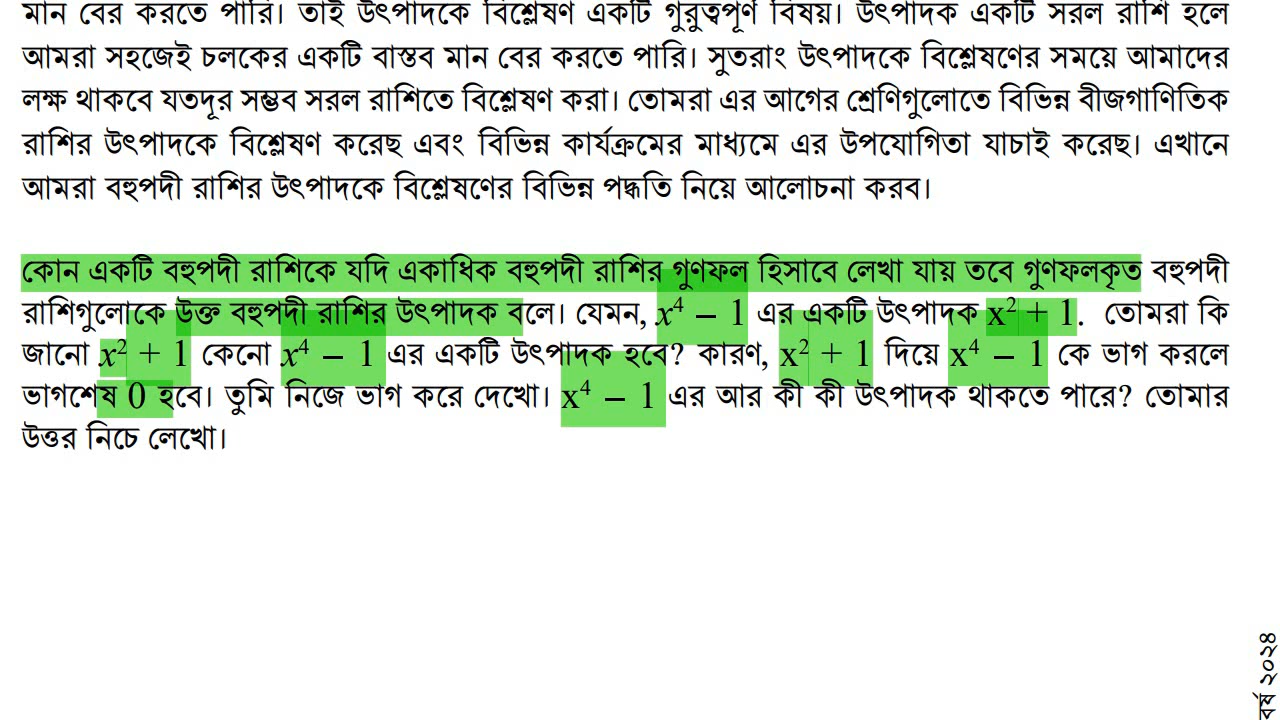 মান বের করতে পারি। তাই উৎপাদকে বিশ্লেষণ একটি গুরুত্বপূর্ণ বিষয়। উৎপাদক একটি সরল রাশি হলে
আমরা সহজেই চলকের একটি বাস্তব মান বের করতে পারি। সুতরাং উৎপাদকে বিশ্লেষণের সময়ে আমাদের
লক্ষ থাকবে যতদূর সম্ভব সরল রাশিতে বিশ্লেষণ করা। তোমরা এর আগের শ্রেণিগুলোতে বিভিন্ন বীজগাণিতিক
রাশির উৎপাদকে বিশ্লেষণ করেছ এবং বিভিন্ন কার্যক্রমের মাধ্যমে এর উপযোগিতা যাচাই করেছ। এখানে
আমরা বহুপদী রাশির উৎপাদকে বিশ্লেষণের বিভিন্ন পদ্ধতি নিয়ে আলোচনা করব।
কোন একটি বহুপদী রাশিকে যদি একাধিক বহুপদী রাশির গুণফল হিসাবে লেখা যায় তবে গুণফলকৃত বহুপদী
রাশিগুলোকে উক্ত বহুপদী রাশির উৎপাদক বলে। যেমন, x⁴ − 1 এর একটি উৎপাদক x² + 1. তোমরা কি
জানো x² + 1 কেনো x⁴ − 1 এর একটি উৎপাদক হবে? কারণ, x² + 1 দিয়ে x⁴ − 1 কে ভাগ করলে
ভাগশেষ 0 হবে। তুমি নিজে ভাগ করে দেখো। x⁴ − 1 এর আর কী কী উৎপাদক থাকতে পারে? তোমার
উত্তর নিচে লেখো।
বর্ষ ২০২৪